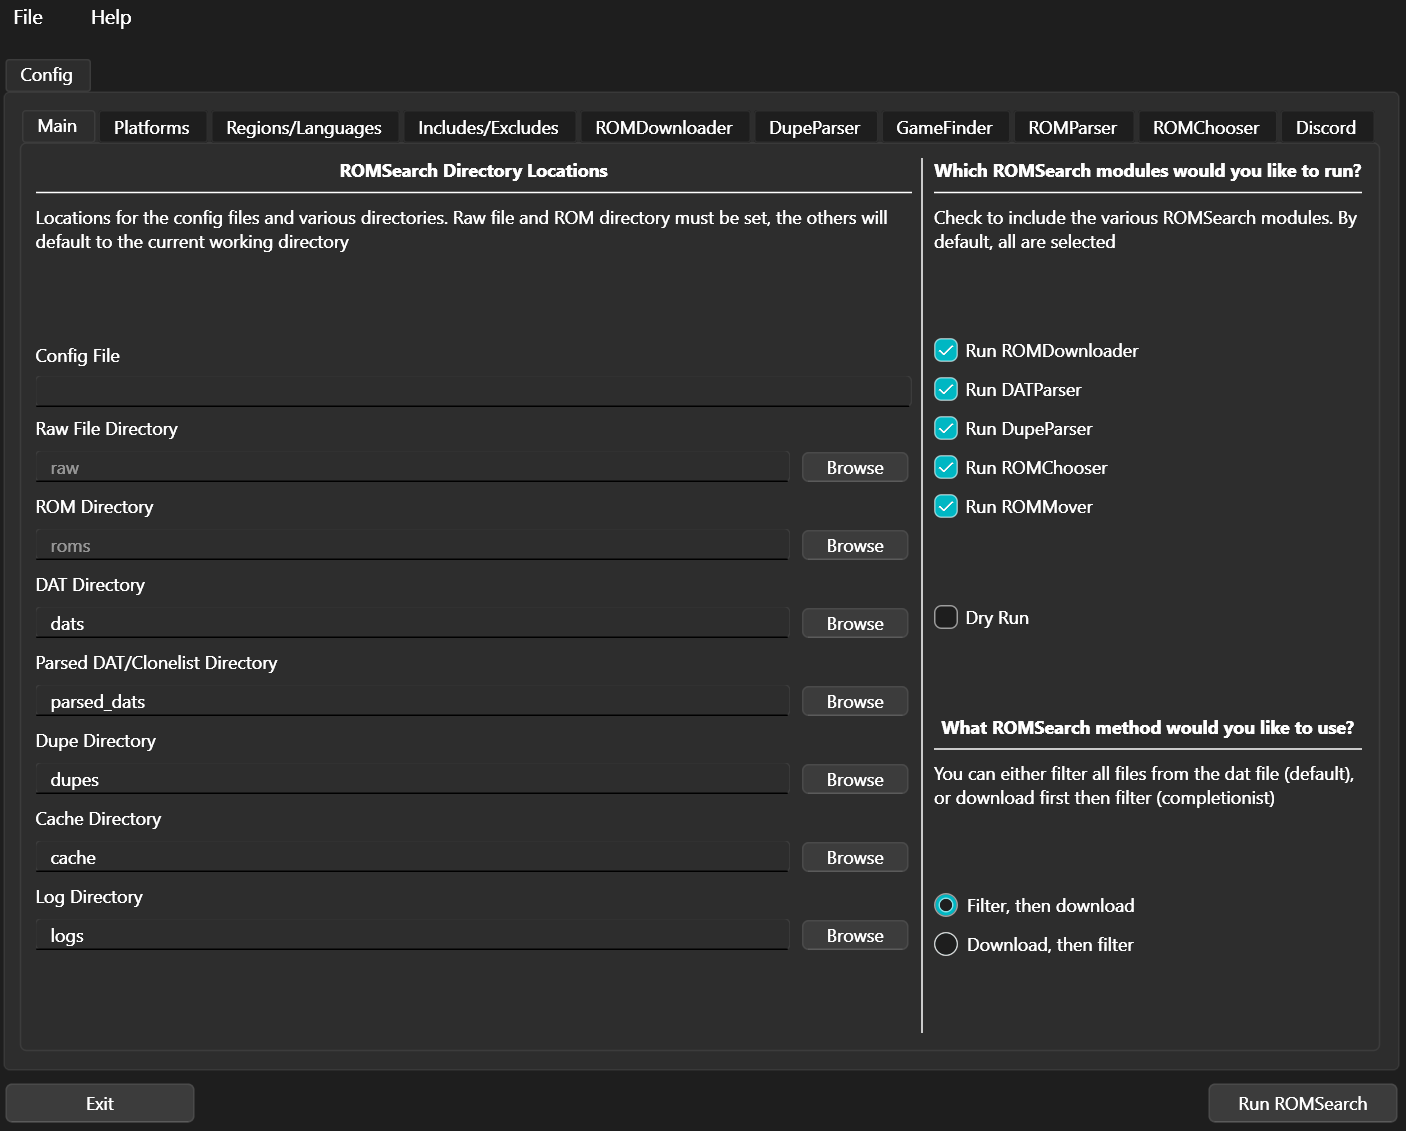 File
Help
Config
Main
Platforms
Regions/Languages
Includes/Excludes
ROMDownloader
DupeParser
GameFinder
ROMParser
ROMChooser
Discord
ROMSearch Directory Locations
Locations for the config files and various directories. Raw file and ROM directory must be set, the others will
default to the current working directory
Config File
Raw File Directory
raw
Browse
ROM Directory
roms
Browse
DAT Directory
dats
Browse
Parsed DAT/Clonelist Directory
parsed_dats
Browse
Dupe Directory
dupes
Browse
Cache Directory
cache
Browse
Log Directory
logs
Browse
Which ROMSearch modules would you like to run?
Check to include the various ROMSearch modules. By
default, all are selected
Run ROMDownloader
Run DATParser
Run DupeParser
Run ROMChooser
Run ROMMover
Dry Run
What ROMSearch method would you like to use?
You can either filter all files from the dat file (default),
or download first then filter (completionist)
Filter, then download
Download, then filter
Exit
Run ROMSearch